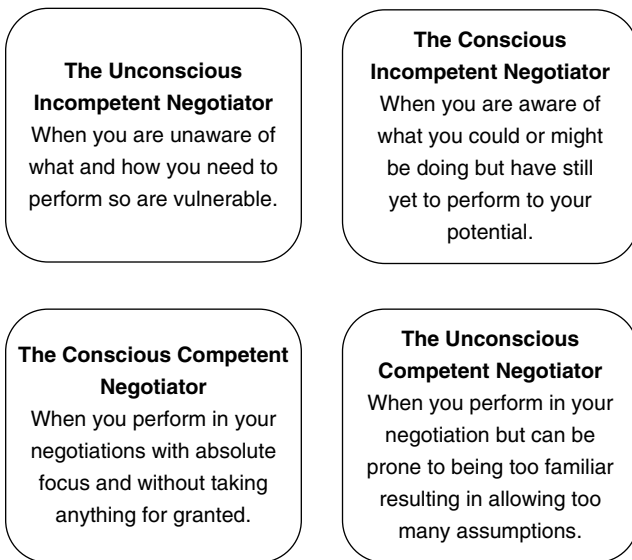 The Unconscious
Incompetent Negotiator
When you are unaware of
what and how you need to
perform so are vulnerable.
The Conscious
Incompetent Negotiator
When you are aware of
what you could or might
be doing but have still
yet to perform to your
potential.
The Conscious Competent
Negotiator
When you perform in your
negotiations with absolute
focus and without taking
anything for granted.
The Unconscious
Competent Negotiator
When you perform in your
negotiation but can be
prone to being too familiar
resulting in allowing too
many assumptions.